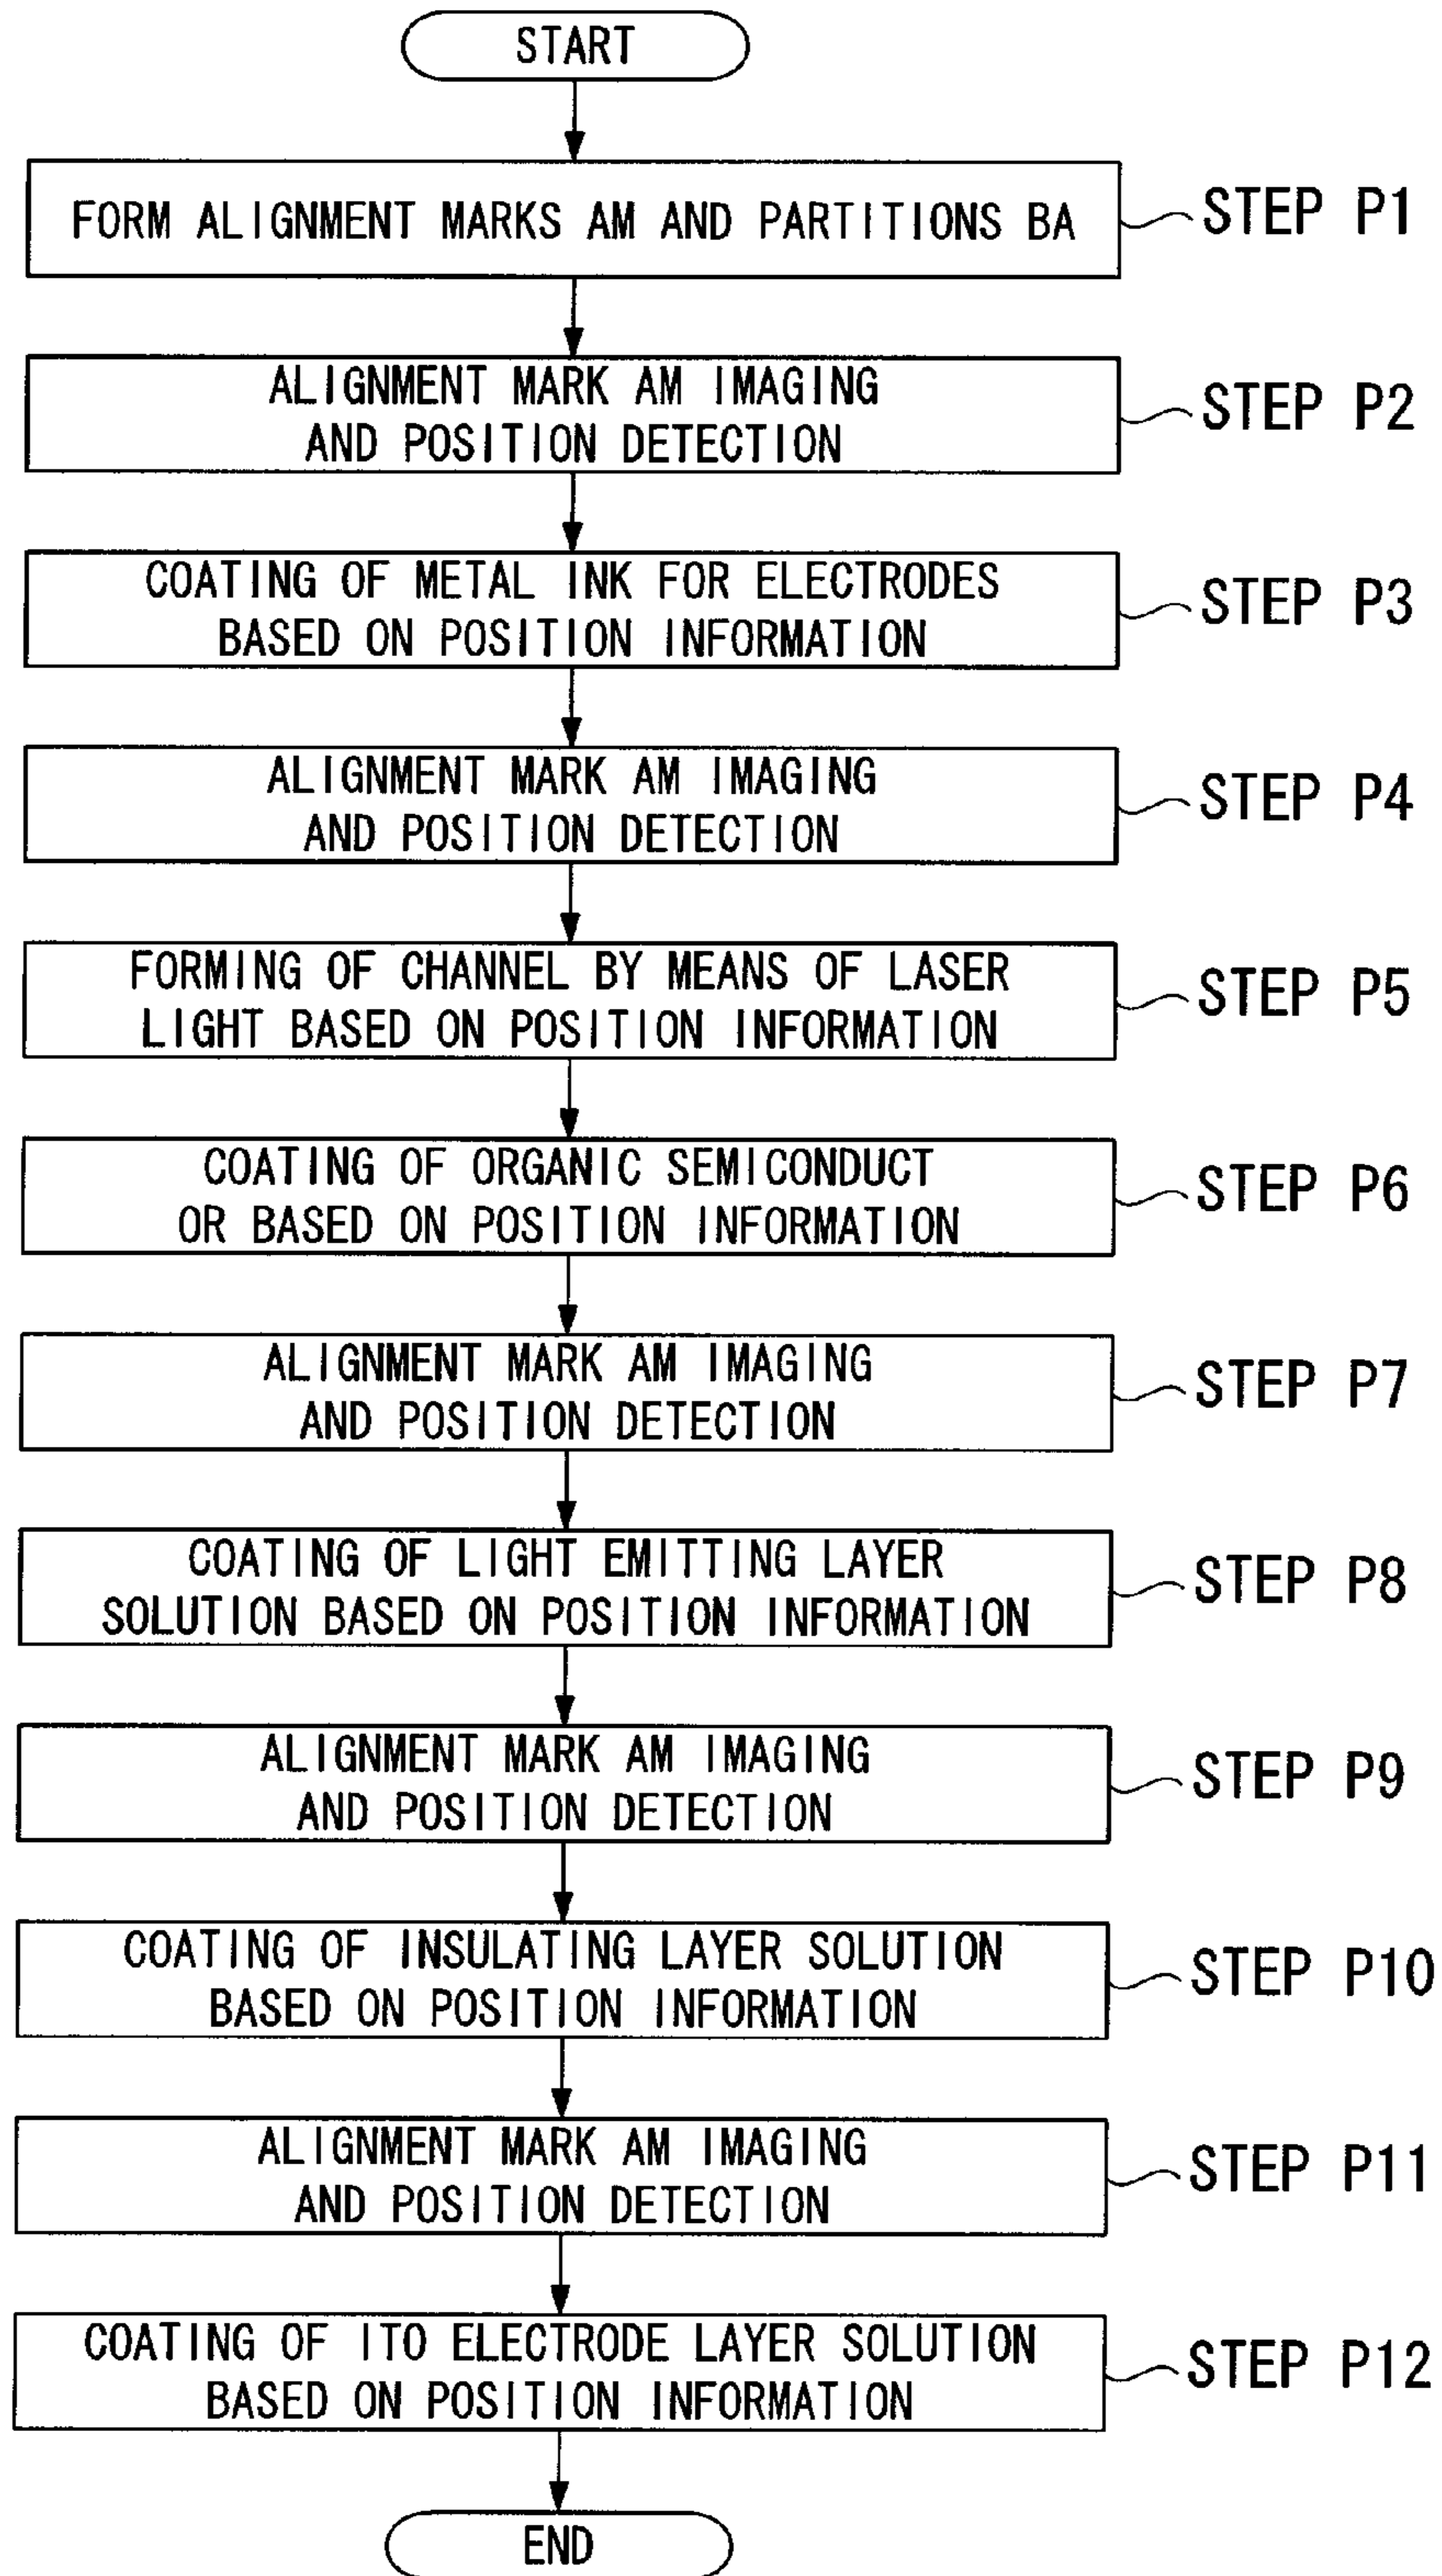 START
FORM ALIGNMENT MARKS AM AND PARTITIONS BA
STEP P1
ALIGNMENT MARK AM IMAGING
AND POSITION DETECTION
STEP P2
COATING OF METAL INK FOR ELECTRODES
BASED ON POSITION INFORMATION
STEP P3
ALIGNMENT MARK AM IMAGING
AND POSITION DETECTION
STEP P4
FORMING OF CHANNEL BY MEANS OF LASER
LIGHT BASED ON POSITION INFORMATION
STEP P5
COATING OF ORGANIC SEMICONDUCT
OR BASED ON POSITION INFORMATION
STEP P6
ALIGNMENT MARK AM IMAGING
AND POSITION DETECTION
STEP P7
COATING OF LIGHT EMITTING LAYER
SOLUTION BASED ON POSITION INFORMATION
STEP P8
ALIGNMENT MARK AM IMAGING
AND POSITION DETECTION
STEP P9
COATING OF INSULATING LAYER SOLUTION
BASED ON POSITION INFORMATION
STEP P10
ALIGNMENT MARK AM IMAGING
AND POSITION DETECTION
STEP P11
COATING OF ITO ELECTRODE LAYER SOLUTION
BASED ON POSITION INFORMATION
STEP P12
END